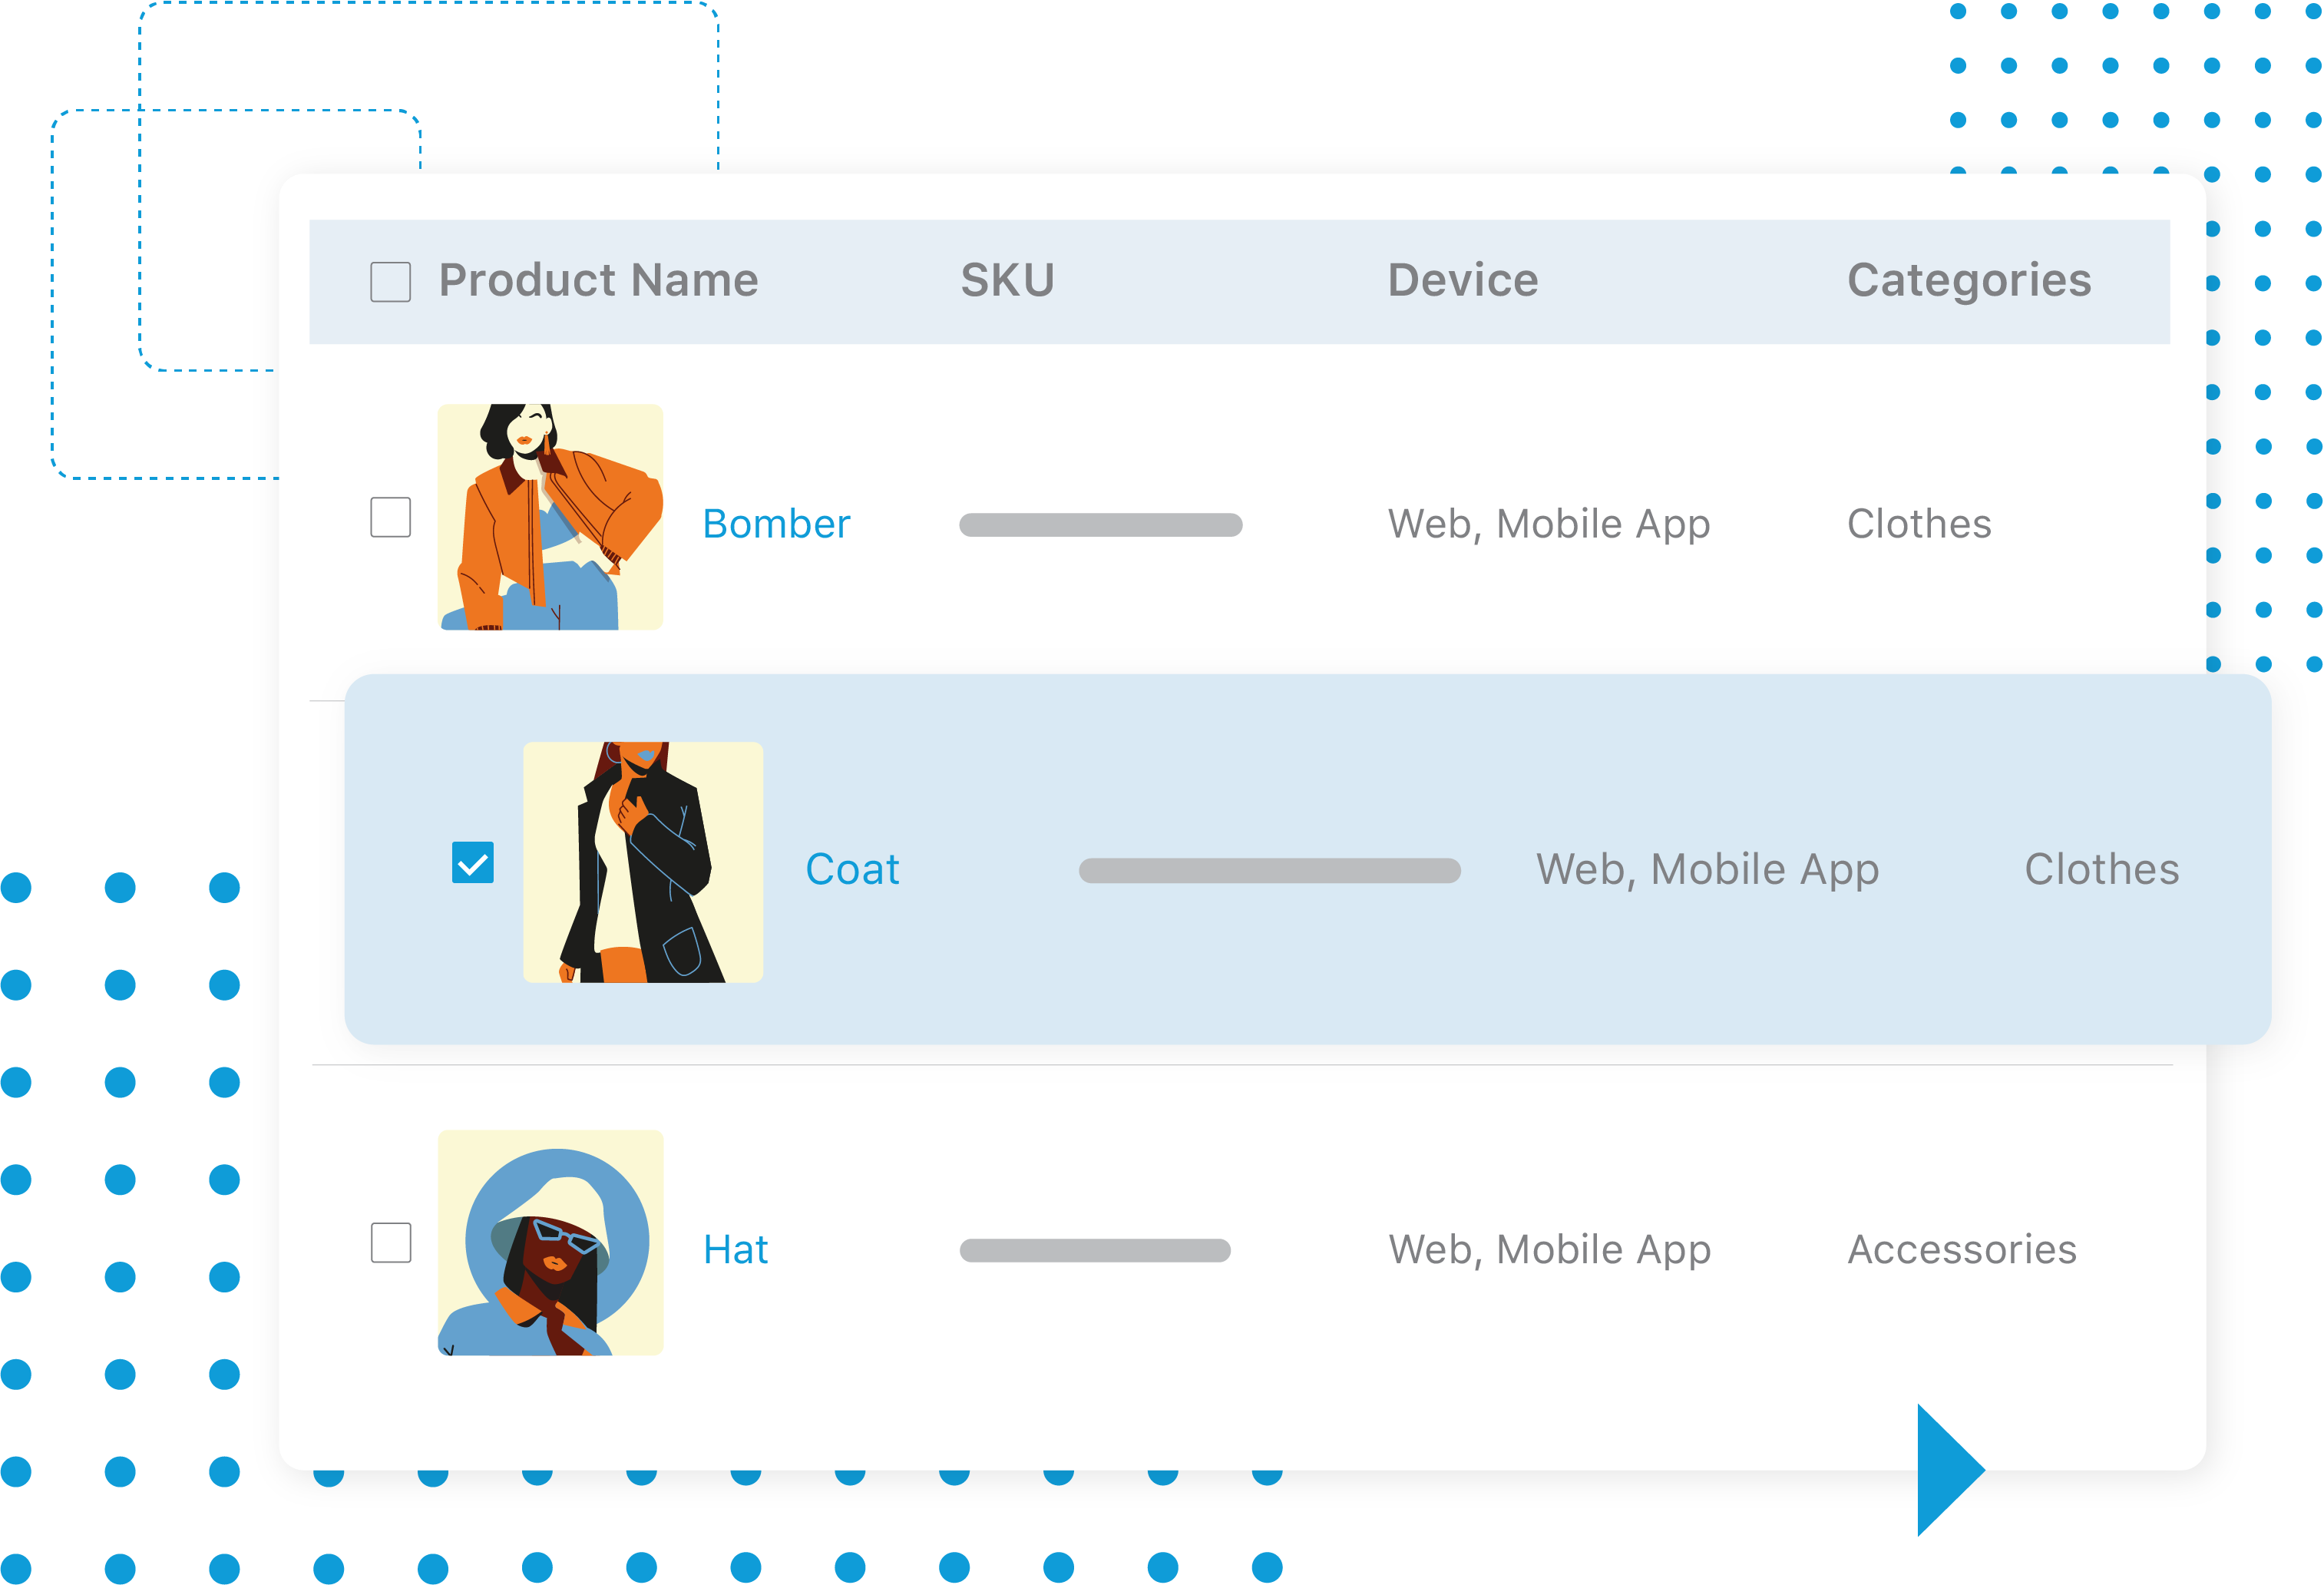 Product Name SKU Device Categories
Bomber Web, Mobile App Clothes
Coat Web, Mobile App Clothes
Hat Web, Mobile App Accessories